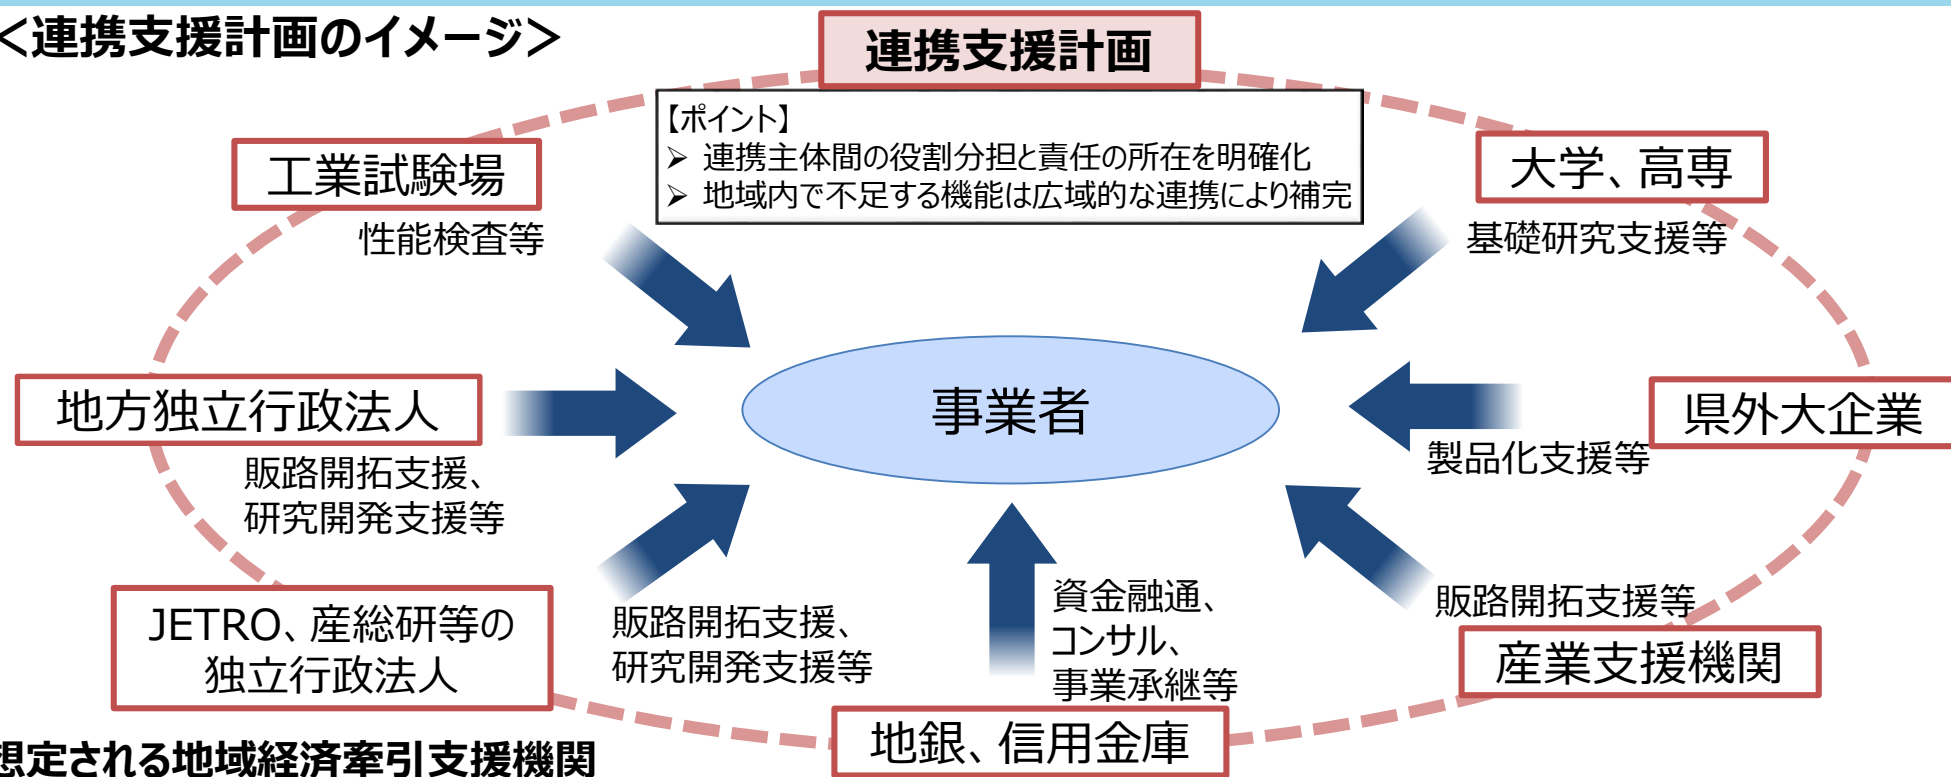 ＜連携支援計画のイメージ＞
連携支援計画
【ポイント】
➢ 連携主体間の役割分担と責任の所在を明確化
➢ 地域内で不足する機能は広域的な連携により補完
工業試験場
性能検査等
大学、高専
基礎研究支援等
地方独立行政法人
販路開拓支援、
研究開発支援等
事業者
県外大企業
製品化支援等
JETRO、産総研等の
独立行政法人
販路開拓支援、
研究開発支援等
資金融通、
コンサル、
事業承継等
地銀、信用金庫
販路開拓支援等
産業支援機関
想定される地域経済牽引支援機関